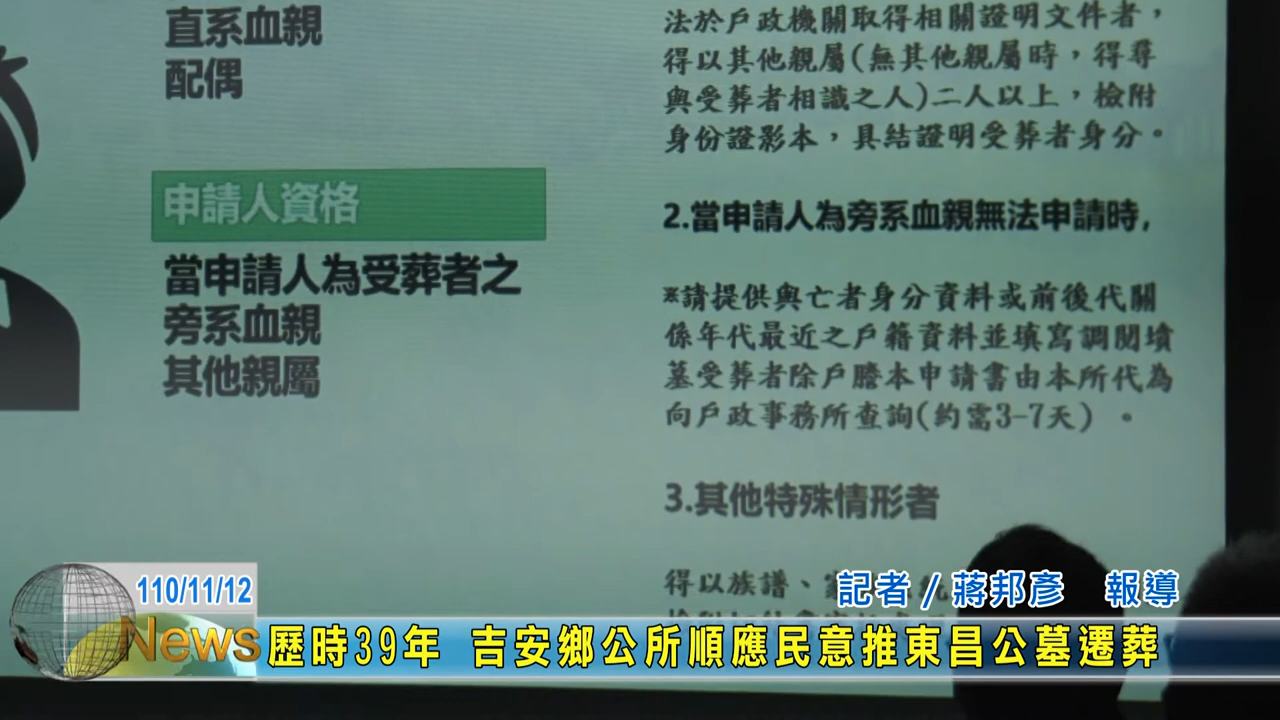 直系血親
配偶
申請人資格
當申請人為受葬者之
旁系血親
其他親屬
法於戶政機關取得相關證明文件者，
得以其他親屬(無其他親屬時，得尋
與受葬者相識之人)二人以上，檢附
身份證影本，具結證明受葬者身分。
2.當申請人為旁系血親無法申請時，
※請提供與亡者身分資料或前後代關
係年代最近之戶籍資料並填寫調閱墳
墓受葬者除戶謄本申請書由本所代為
向戶政事務所查詢(約需3-7天) 。
3.其他特殊情形者
得以族譜、
記者/蔣邦彥 報導
110/11/12
News
歷時39年 吉安鄉公所順應民意推東昌公墓遷葬